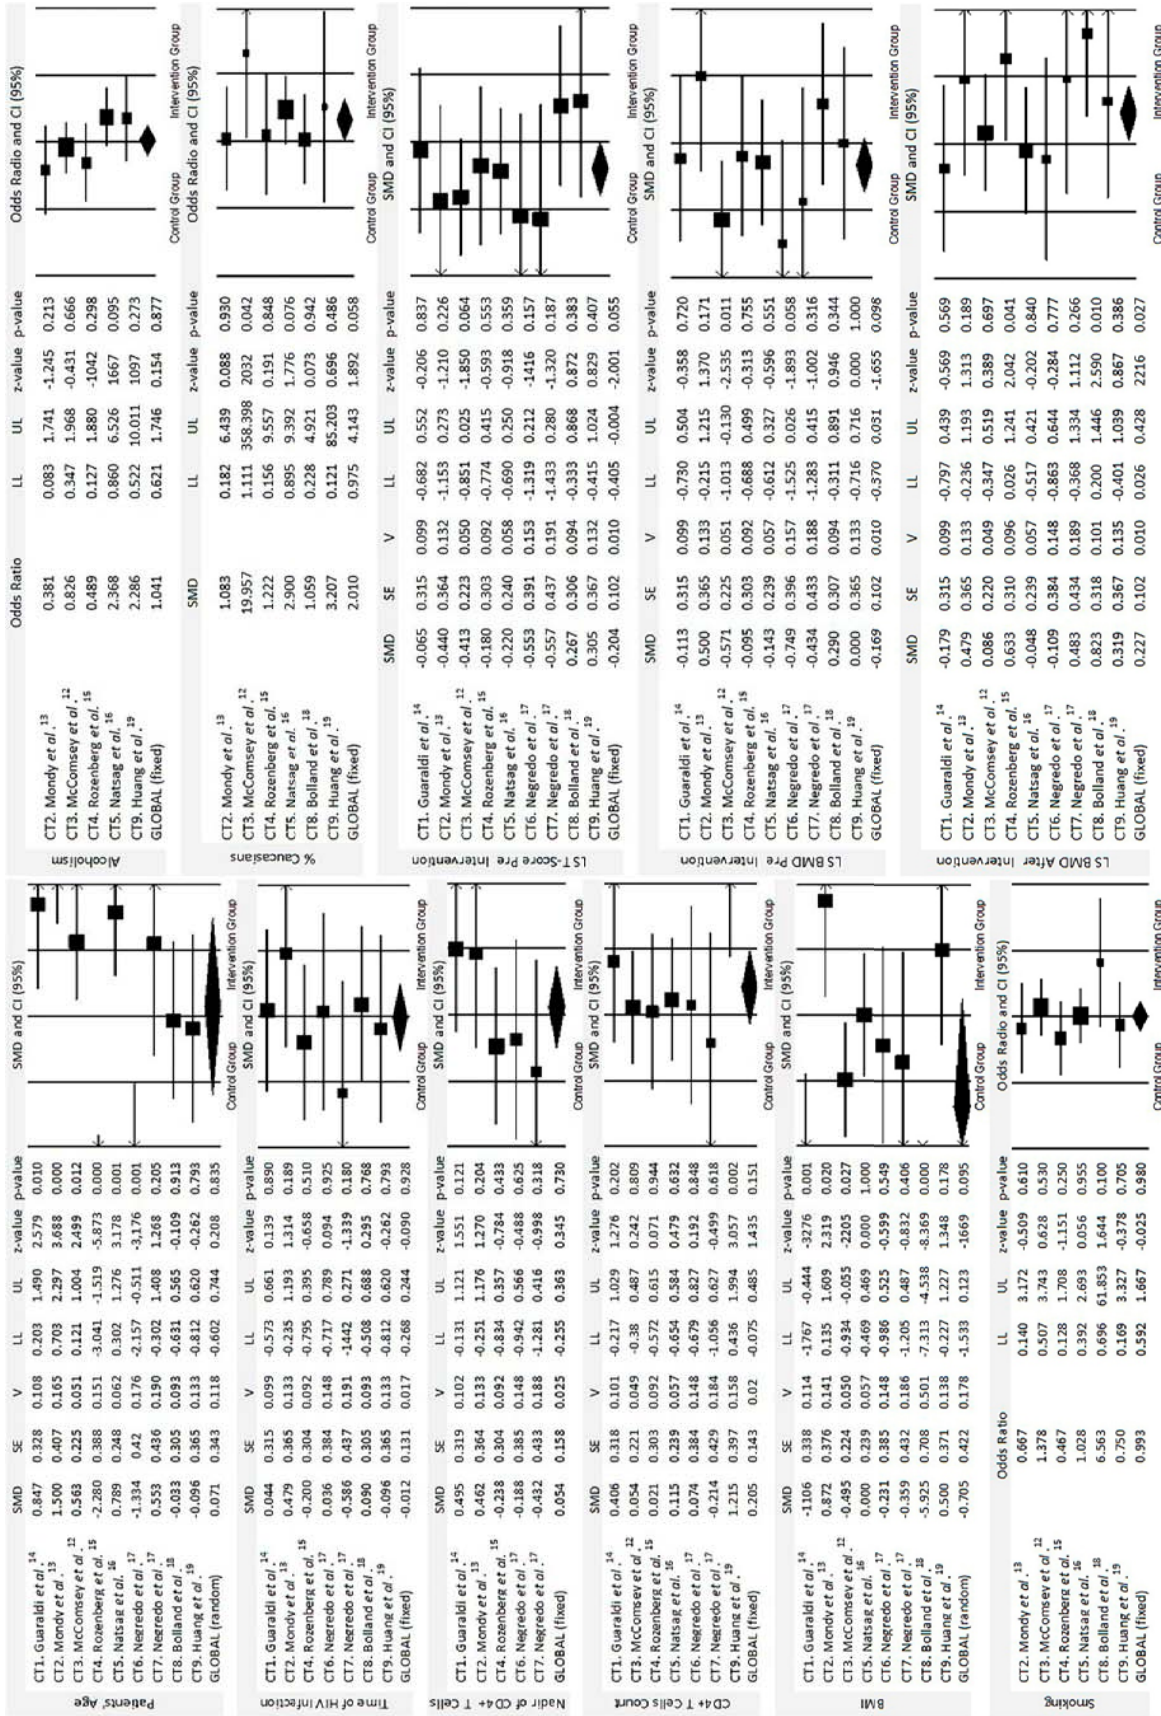 Patients' Age
SMD SE V LL UL z-value p-value SMD and CI (95%)
CT1. Guaraldi et al. 14 0.847 0.328 0.108 0.203 1.490 2.579 0.010
CT2. Mondy et al. 13 1.500 0.407 0.165 0.703 2.297 3.688 0.000
CT3. McComsey et al. 12 0.563 0.225 0.051 0.121 1.004 2.499 0.012
CT4. Rozenberg et al. 15 -2.280 0.388 0.151 -3.041 -1.519 -5.873 0.000
CT5. Natsag et al. 16 0.789 0.248 0.062 0.302 1.276 3.178 0.001
CT6. Negredo et al. 17 -1.334 0.42 0.176 -2.157 -0.511 -3,176 0.001
CT7. Negredo et al. 17 0.553 0.436 0.190 -0.302 1.408 1.268 0.205
CT8. Bolland et al. 18 -0.033 0.305 0.093 -0.631 0.565 -0.109 0.913
CT9. Huang et al. 19 -0.096 0.365 0.133 -0.812 0.620 -0.262 0.793
GLOBAL (random) 0.071 0.343 0.118 -0.602 0.744 0.208 0.835
Control Group Intervention Group
Time of HIV Infection
SMD SE V LL UL z-value p-value SMD and CI (95%)
CT1. Guaraldi et al. 14 0.044 0.315 0.099 -0.573 0.661 0.139 0.890
CT2. Mondy et al. 13 0.479 0.365 0.133 -0.235 1.193 1.314 0.189
CT4. Rozenberg et al. 15 -0.200 0.304 0.092 -0.795 0.395 -0.658 0.510
CT6. Negredo et al. 17 0.036 0.384 0.148 -0.717 0.789 0.094 0.925
CT7. Negredo et al. 17 -0.586 0.437 0.191 -1442 0.271 -1.339 0.180
CT8. Bolland et al. 18 0.090 0.305 0.093 -0.508 0.688 0.295 0.768
CT9. Huang et al. 19 -0.096 0.365 0.133 -0.812 0.620 -0.262 0.793
GLOBAL (fixed) -0.012 0.131 0.017 -0.268 0.244 -0.090 0.928
Control Group Intervention Group
Nadir of CD4+ T Cells
SMD SE V LL UL z-value p-value SMD and CI (95%)
CT1. Guaraldi et al. 14 0.495 0.319 0.102 -0.131 1.121 1.551 0.121
CT2. Mondy et al. 13 0.462 0.364 0.133 -0.251 1.176 1.270 0.204
CT4. Rozenberg et al. 15 -0.238 0.304 0.092 -0.834 0.357 -0.784 0.433
CT6. Negredo et al. 17 -0.188 0.385 0.148 -0.942 0.566 -0.488 0.625
CT7. Negredo et al. 17 -0.432 0.433 0.188 -1.281 0.416 -0.998 0.318
GLOBAL (fixed) 0.054 0.158 0.025 -0.255 0.363 0.345 0.730
Control Group Intervention Group
CD4+ T Cells Count
SMD SE V LL UL z-value p-value SMD and CI (95%)
CT1. Guaraldi et al. 14 0.406 0.318 0.101 -0.217 1.029 1.276 0.202
CT3. McComsey et al. 12 0.054 0.221 0.049 -0.38 0.487 0.242 0.809
CT4. Rozenberg et al. 15 0.021 0.303 0.092 -0.572 0.615 0.071 0.944
CT5. Natsag et al. 16 0.115 0.239 0.057 -0.654 0.584 0.479 0.632
CT6. Negredo et al. 17 0.074 0.384 0.148 -0.679 0.827 0.192 0.848
CT7. Negredo et al. 17 -0.214 0.429 0.184 -1.056 0.627 -0.499 0.618
CT9. Huang et al. 19 1.215 0.397 0.158 0.436 1.994 3.057 0.002
GLOBAL (fixed) 0.205 0.143 0.02 -0.075 0.485 1.435 0.151
Control Group Intervention Group
BMI
SMD SE V LL UL z-value p-value SMD and CI (95%)
CT1. Guaraldi et al. 14 -1106 0.338 0.114 -1767 -0.444 -3276 0.001
CT2. Mondy et al. 13 0.872 0.376 0.141 0.135 1.609 2.319 0.020
CT3. McComsey et al. 12 -0.495 0.224 0.050 -0.934 -0.055 -2205 0.027
CT5. Natsag et al. 16 0.000 0.239 0.057 -0.469 0.469 0.000 1.000
CT6. Negredo et al. 17 -0.231 0.385 0.148 -0.986 0.525 -0.599 0.549
CT7. Negredo et al. 17 -0.359 0.432 0.186 -1.205 0.487 -0.832 0.406
CT8. Bolland et al. 18 -5.925 0.708 0.501 -7.313 -4.538 -8.369 0.000
CT9. Huang et al. 19 0.500 0.371 0.138 -0.227 1.227 1.348 0.178
GLOBAL (random) -0.705 0.422 0.178 -1.533 0.123 -1669 0.095
Control Group Intervention Group
Smoking
Odds Ratio LL UL z-value p-value Odds Radio and CI (95%)
CT2. Mondy et al. 13 0.667 0.140 3.172 -0.509 0.610
CT3. McComsey et al. 12 1.378 0.507 3.743 0.628 0.530
CT4. Rozenberg et al. 15 0.467 0.128 1.708 -1.151 0.250
CT5. Natsag et al. 16 1.028 0.392 2.693 0.056 0.955
CT8. Bolland et al. 18 5.563 0.696 61.853 1.644 0.100
CT9. Huang et al. 19 0.750 0.169 3.327 -0.378 0.705
GLOBAL (fixed) 0.993 0.592 1.667 -0.025 0.980
Control Group Intervention Group
Alcoholism
Odds Ratio LL UL z-value p-value Odds Radio and CI (95%)
CT2. Mondy et al. 13 0.381 0.083 1.741 -1.245 0.213
CT3. McComsey et al. 12 0.826 0.347 1.968 -0.431 0.666
CT4. Rozenberg et al. 15 0.489 0.127 1.880 -1042 0.298
CT5. Natsag et al. 16 2.368 0.860 6.526 1667 0.095
CT9. Huang et al. 19 2.286 0.522 10.011 1097 0.273
GLOBAL (fixed) 1.041 0.621 1.746 0.154 0.877
Control Group Intervention Group
% Caucasians
SMD LL UL z-value p-value Odds Radio and CI (95%)
CT2. Mondy et al. 13 1.083 0.182 6.439 0.088 0.930
CT3. McComsey et al. 12 19.957 1.111 358.398 2032 0.042
CT4. Rozenberg et al. 15 1.222 0.156 9.557 0.191 0.848
CT5. Natsag et al. 16 2.900 0.895 9.392 1.776 0.076
CT8. Bolland et al. 18 1.059 0.228 4.921 0.073 0.942
CT9. Huang et al. 19 3.207 0.121 85.203 0.696 0.486
GLOBAL (fixed) 2.010 0.975 4.143 1.892 0.058
Control Group Intervention Group
LS T-Score Pre Intervention
SMD SE V LL UL z-value p-value SMD and CI (95%)
CT1. Guaraldi et al. 14 -0.065 0.315 0.099 -0.682 0.552 -0.206 0.837
CT2. Mondy et al. 13 -0.440 0.364 0.132 -1.153 0.273 -1.210 0.226
CT3. McComsey et al. 12 -0.413 0.223 0.050 -0.851 0.025 -1.850 0.064
CT4. Rozenberg et al. 15 -0.180 0.303 0.092 -0.774 0.415 -0.593 0.553
CT5. Natsag et al. 16 -0.220 0.240 0.058 -0.690 0.250 -0.918 0.359
CT6. Negredo et al. 17 -0.553 0.391 0.153 -1.319 0.212 -1416 0.157
CT7. Negredo et al. 17 -0.557 0.437 0.191 -1.433 0.280 -1.320 0.187
CT8. Bolland et al. 18 0.267 0.306 0.094 -0.333 0.868 0.872 0.383
CT9. Huang et al. 19 0.305 0.367 0.132 -0.415 1.024 0.829 0.407
GLOBAL (fixed) -0.204 0.102 0.010 -0.405 -0.004 -2.001 0.055
Control Group Intervention Group
LS BMD Pre Intervention
SMD SE V LL UL z-value p-value SMD and CI (95%)
CT1. Guaraldi et al. 14 -0.113 0.315 0.099 -0.730 0.504 -0.358 0.720
CT2. Mondy et al. 13 0.500 0.365 0.133 -0.215 1.215 1.370 0.171
CT3. McComsey et al. 12 -0.571 0.225 0.051 -1.013 -0.130 -2.535 0.011
CT4. Rozenberg et al. 15 -0.095 0.303 0.092 -0.688 0.499 -0.313 0.755
CT5. Natsag et al. 16 -0.143 0.239 0.057 -0.612 0.327 -0.596 0.551
CT6. Negredo et al. 17 -0.749 0.396 0.157 -1.525 0.026 -1.893 0.058
CT7. Negredo et al. 17 -0.434 0.433 0.188 -1.283 0.415 -1.002 0.316
CT8. Bolland et al. 18 0.290 0.307 0.094 -0.311 0.891 0.946 0.344
CT9. Huang et al. 19 0.000 0.365 0.133 -0.716 0.716 0.000 1.000
GLOBAL (fixed) -0.169 0.102 0.010 -0.370 0.031 -1.655 0.098
Control Group Intervention Group
LS BMD After Intervention
SMD SE V LL UL z-value p-value SMD and CI (95%)
CT1. Guaraldi et al. 14 -0.179 0.315 0.099 -0.797 0.439 -0.569 0.569
CT2. Mondy et al. 13 0.479 0.365 0.133 -0.236 1.193 1.313 0.189
CT3. McComsey et al. 12 0.086 0.220 0.049 -0.347 0.519 0.389 0.697
CT4. Rozenberg et al. 15 0.633 0.310 0.096 0.026 1.241 2.042 0.041
CT5. Natsag et al. 16 -0.048 0.239 0.057 -0.517 0.421 -0.202 0.840
CT6. Negredo et al. 17 -0.109 0.384 0.148 -0.863 0.644 -0.284 0.777
CT7. Negredo et al. 17 0.483 0.434 0.189 -0.368 1.334 1.112 0.266
CT8. Bolland et al. 18 0.823 0.318 0.101 0.200 1.446 2.590 0.010
CT9. Huang et al. 19 0.319 0.367 0.135 -0.401 1.039 0.867 0.386
GLOBAL (fixed) 0.227 0.102 0.010 0.026 0.428 2216 0.027
Control Group Intervention Group